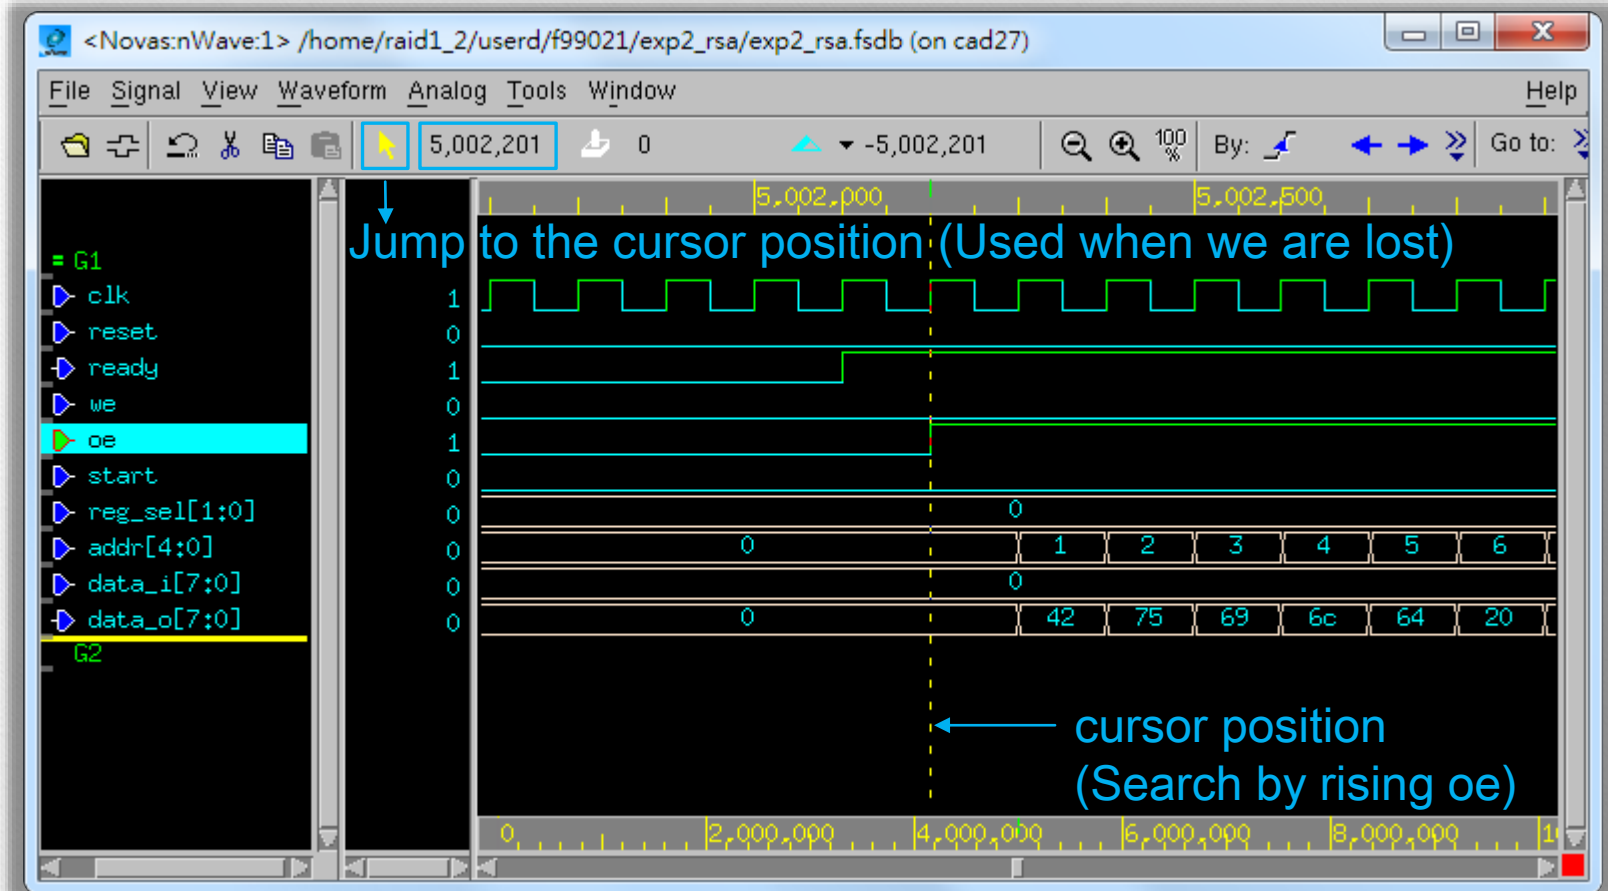 <Novas:nWave:1> /home/raid1_2/userd/f99021/exp2_rsa/exp2_rsa.fsdb (on cad27)
File Signal View Waveform Analog Tools Window Help
5,002,201 0 -5,002,201 100 % By: Go to:
5,002,000 5,002,500
Jump to the cursor position (Used when we are lost)
= G1
clk 1
reset 0
ready 1
we 0
oe 1
start 0
reg_sel[1:0] 0 0
addr[4:0] 0 0 1 2 3 4 5 6
data_i[7:0] 0 0
data_o[7:0] 0 0 42 75 69 6c 64 20
G2
cursor position
(Search by rising oe)
0 2,000,000 4,000,000 6,000,000 8,000,000